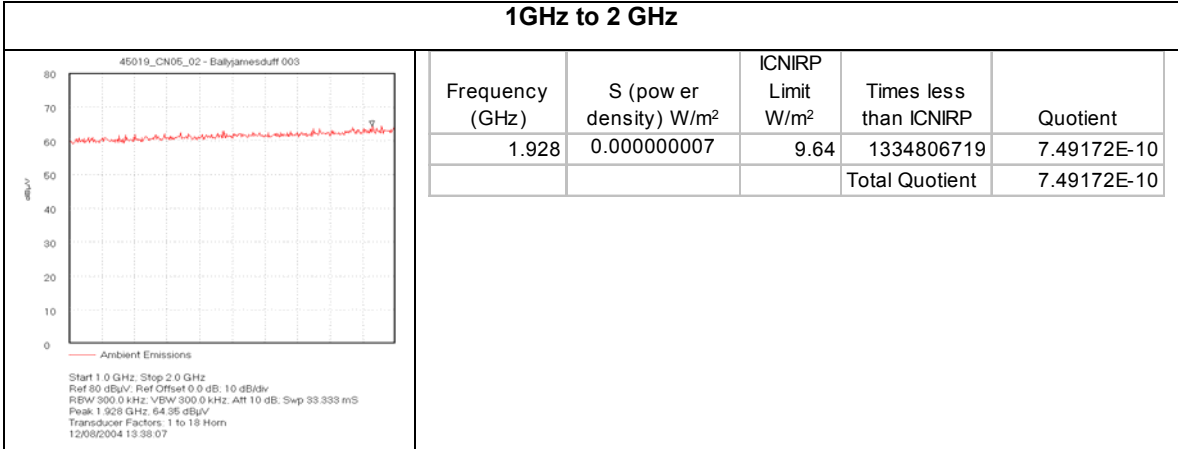 1GHz to 2 GHz
45019_CN05_02 - Ballyjamesduff 003
80
70
60
50
40
30
20
10
0
dBµV
Ambient Emissions
Start 1.0 GHz; Stop 2.0 GHz
Ref 80 dBµV; Ref Offset 0.0 dB; 10 dB/div
RBW 300.0 kHz; VBW 300.0 kHz; Att 10 dB; Swp 33.333 mS
Peak 1.928 GHz, 64.35 dBµV
Transducer Factors: 1 to 18 Horn
12/08/2004 13:38:07
Frequency (GHz) S (pow er density) W/m² ICNIRP Limit W/m² Times less than ICNIRP Quotient
1.928 0.000000007 9.64 1334806719 7.49172E-10
Total Quotient 7.49172E-10